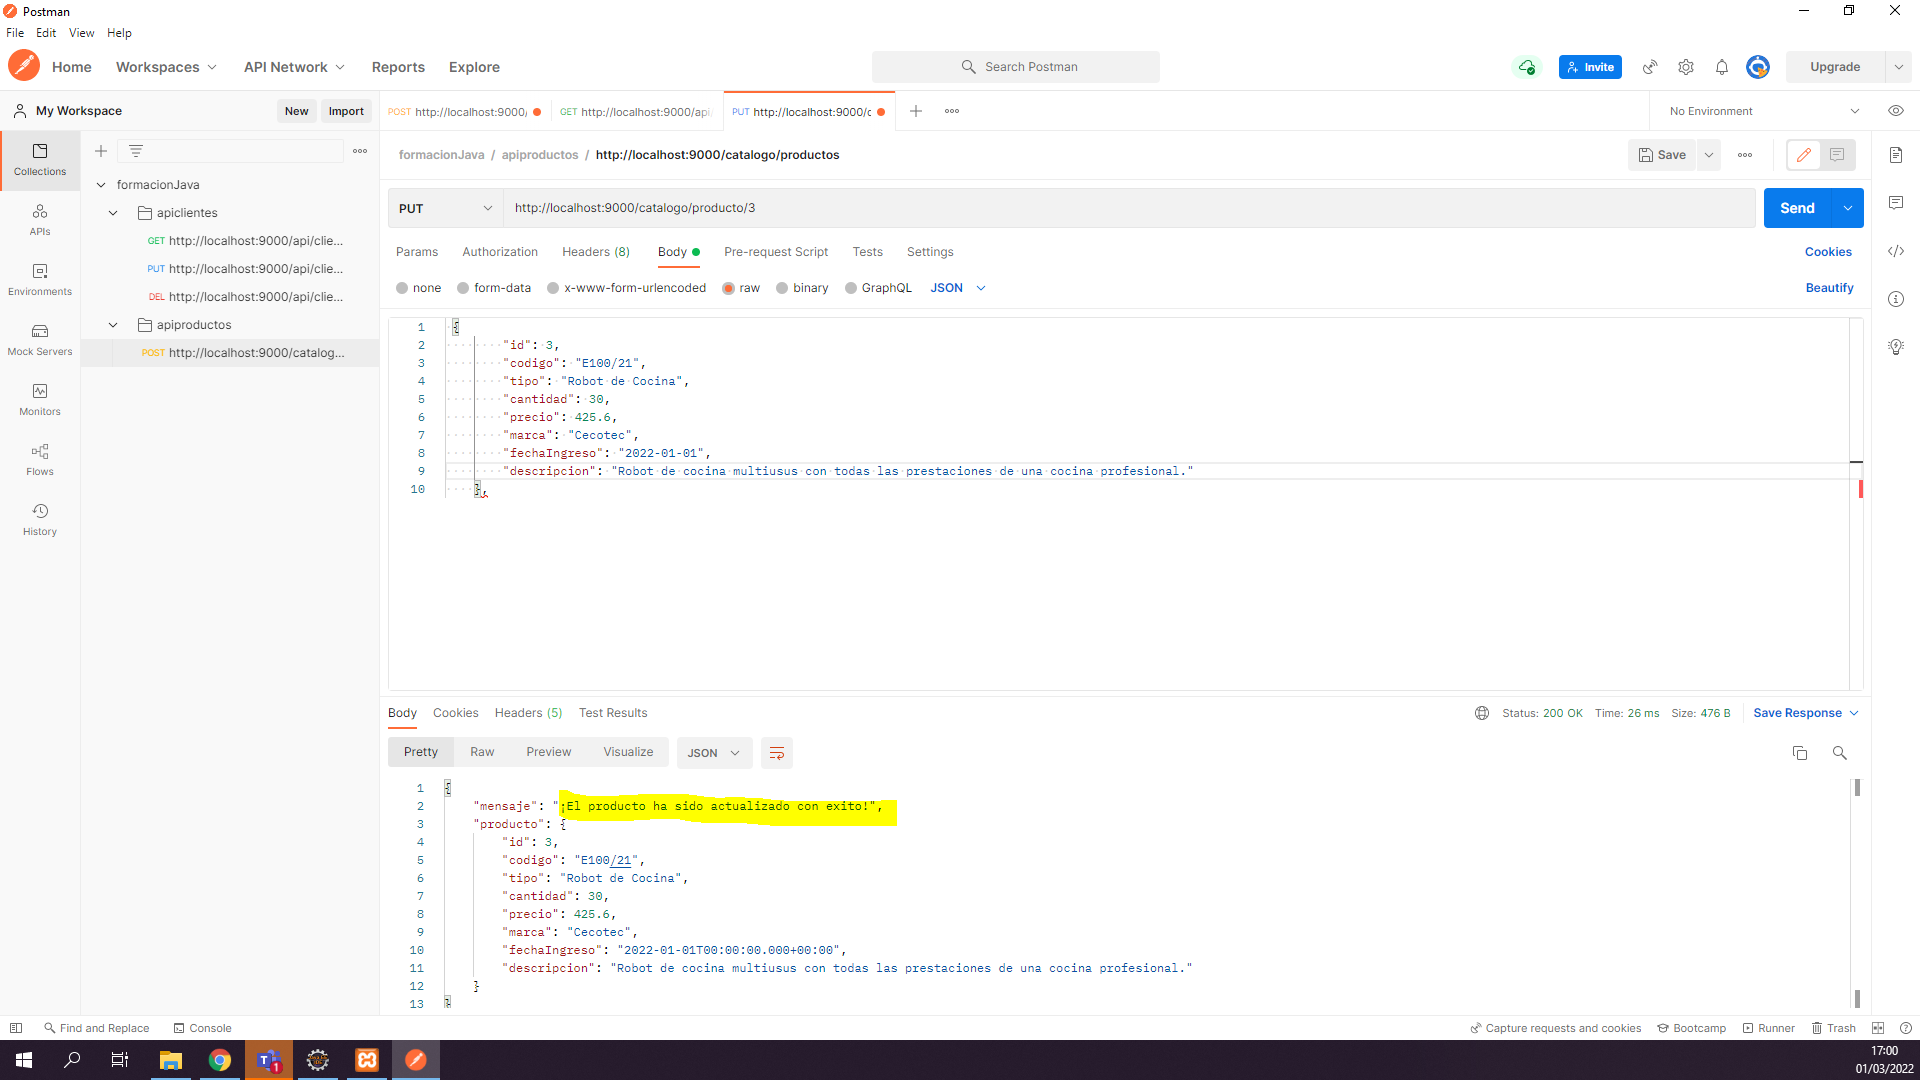 Postman
File Edit View Help
Home Workspaces API Network Reports Explore Search Postman Invite Upgrade
My Workspace New Import POST http://localhost:9000/ GET http://localhost:9000/api. PUT http://localhost:9000/c No Environment
Collections
APIs
Environments
Mock Servers
Monitors
Flows
History
formacionJava
apiclientes
GET http://localhost:9000/api/clie...
PUT http://localhost:9000/api/clie...
DEL http://localhost:9000/api/clie...
apiproductos
POST http://localhost:9000/catalog...
formacionJava / apiproductos / http://localhost:9000/catalogo/productos Save
PUT http://localhost:9000/catalogo/producto/3 Send
Params Authorization Headers (8) Body Pre-request Script Tests Settings Cookies
none form-data x-www-form-urlencoded raw binary GraphQL JSON Beautify
1 {
2 "id": 3,
3 "codigo": "E100/21",
4 "tipo": "Robot de Cocina",
5 "cantidad": 30,
6 "precio": 425.6,
7 "marca": "Cecotec",
8 "fechaIngreso": "2022-01-01",
9 "descripcion": "Robot de cocina multiusus con todas las prestaciones de una cocina profesional."
10 },
Body Cookies Headers (5) Test Results Status: 200 OK Time: 26 ms Size: 476 B Save Response
Pretty Raw Preview Visualize JSON
1 {
2 "mensaje": "¡El producto ha sido actualizado con exito!",
3 "producto": {
4 "id": 3,
5 "codigo": "E100/21",
6 "tipo": "Robot de Cocina",
7 "cantidad": 30,
8 "precio": 425.6,
9 "marca": "Cecotec",
10 "fechaIngreso": "2022-01-01T00:00:00.000+00:00",
11 "descripcion": "Robot de cocina multiusus con todas las prestaciones de una cocina profesional."
12 }
13 }
Find and Replace Console Capture requests and cookies Bootcamp Runner Trash
1
17:00
01/03/2022